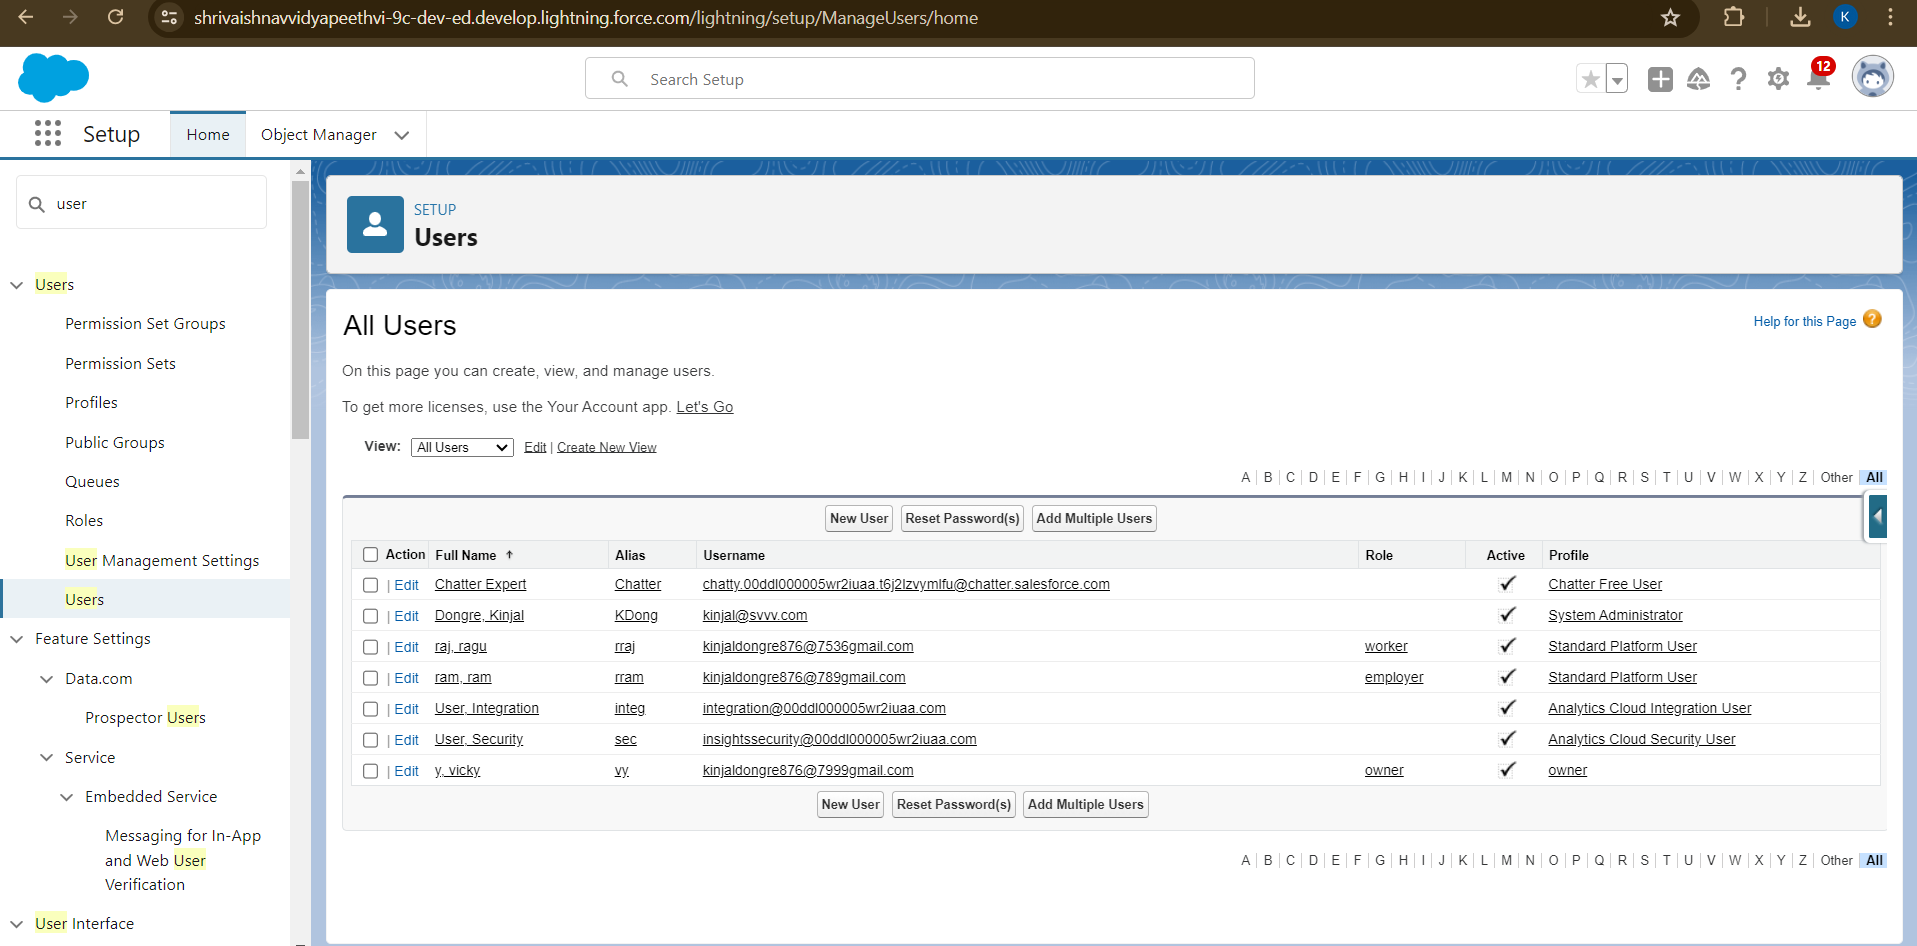 shrivaishnavvidyapeethvi-9c-dev-ed.develop.lightning.force.com/lightning/setup/ManageUsers/home
K
Search Setup
12
Setup
Home
Object Manager
user
Users
Permission Set Groups
Permission Sets
Profiles
Public Groups
Queues
Roles
User Management Settings
Users
Feature Settings
Data.com
Prospector Users
Service
Embedded Service
Messaging for In-App
and Web User
Verification
User Interface
SETUP
Users
All Users
Help for this Page ?
On this page you can create, view, and manage users.
To get more licenses, use the Your Account app. Let's Go
View: All Users Edit | Create New View
A | B | C | D | E | F | G | H | I | J | K | L | M | N | O | P | Q | R | S | T | U | V | W | X | Y | Z | Other | All
New User Reset Password(s) Add Multiple Users
Action Full Name ↑ Alias Username Role Active Profile
| Edit Chatter Expert Chatter chatty.00ddl000005wr2iuaa.t6j2lzvymlfu@chatter.salesforce.com ✓ Chatter Free User
| Edit Dongre, Kinjal KDong kinjal@svvv.com ✓ System Administrator
| Edit raj, ragu rraj kinjaldongre876@7536gmail.com worker ✓ Standard Platform User
| Edit ram, ram rram kinjaldongre876@789gmail.com employer ✓ Standard Platform User
| Edit User, Integration integ integration@00ddl000005wr2iuaa.com ✓ Analytics Cloud Integration User
| Edit User, Security sec insightssecurity@00ddl000005wr2iuaa.com ✓ Analytics Cloud Security User
| Edit y, vicky vy kinjaldongre876@7999gmail.com owner ✓ owner
New User Reset Password(s) Add Multiple Users
A | B | C | D | E | F | G | H | I | J | K | L | M | N | O | P | Q | R | S | T | U | V | W | X | Y | Z | Other | All